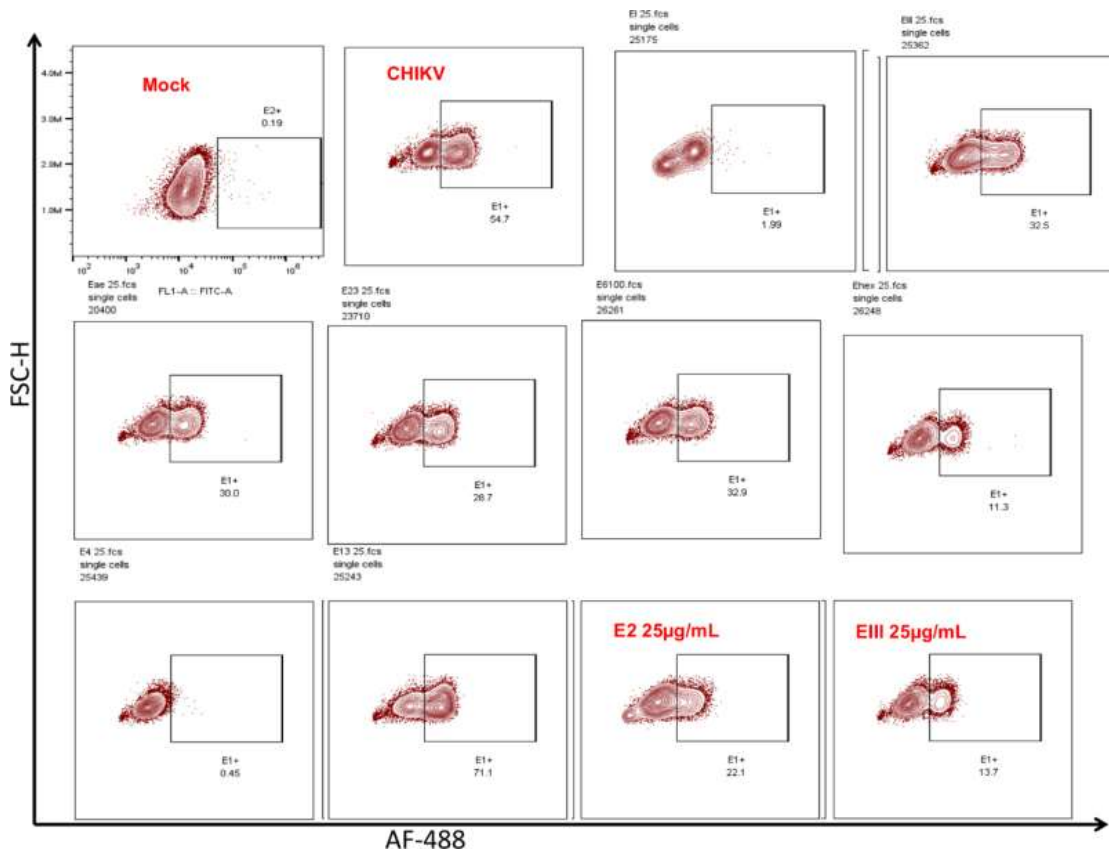 EI 25.fcs
single cells
25175
EIII 25.fcs
single cells
25362
4.0M
3.0M
2.0M
1.0M
Mock
E2+
0.19
10^2
10^3
10^4
10^5
10^6
FL1-A :: FITC-A
CHIKV
E1+
54.7
E1+
1.99
E1+
32.5
Eae 25.fcs
single cells
20400
E23 25.fcs
single cells
23710
E6100.fcs
single cells
26281
Ehex 25.fcs
single cells
26248
FSC-H
E1+
30.0
E1+
28.7
E1+
32.9
E1+
11.3
E4 25.fcs
single cells
25439
E13 25.fcs
single cells
25243
E1+
0.45
E1+
71.1
E2 25µg/mL
E1+
22.1
EIII 25µg/mL
E1+
13.7
AF-488